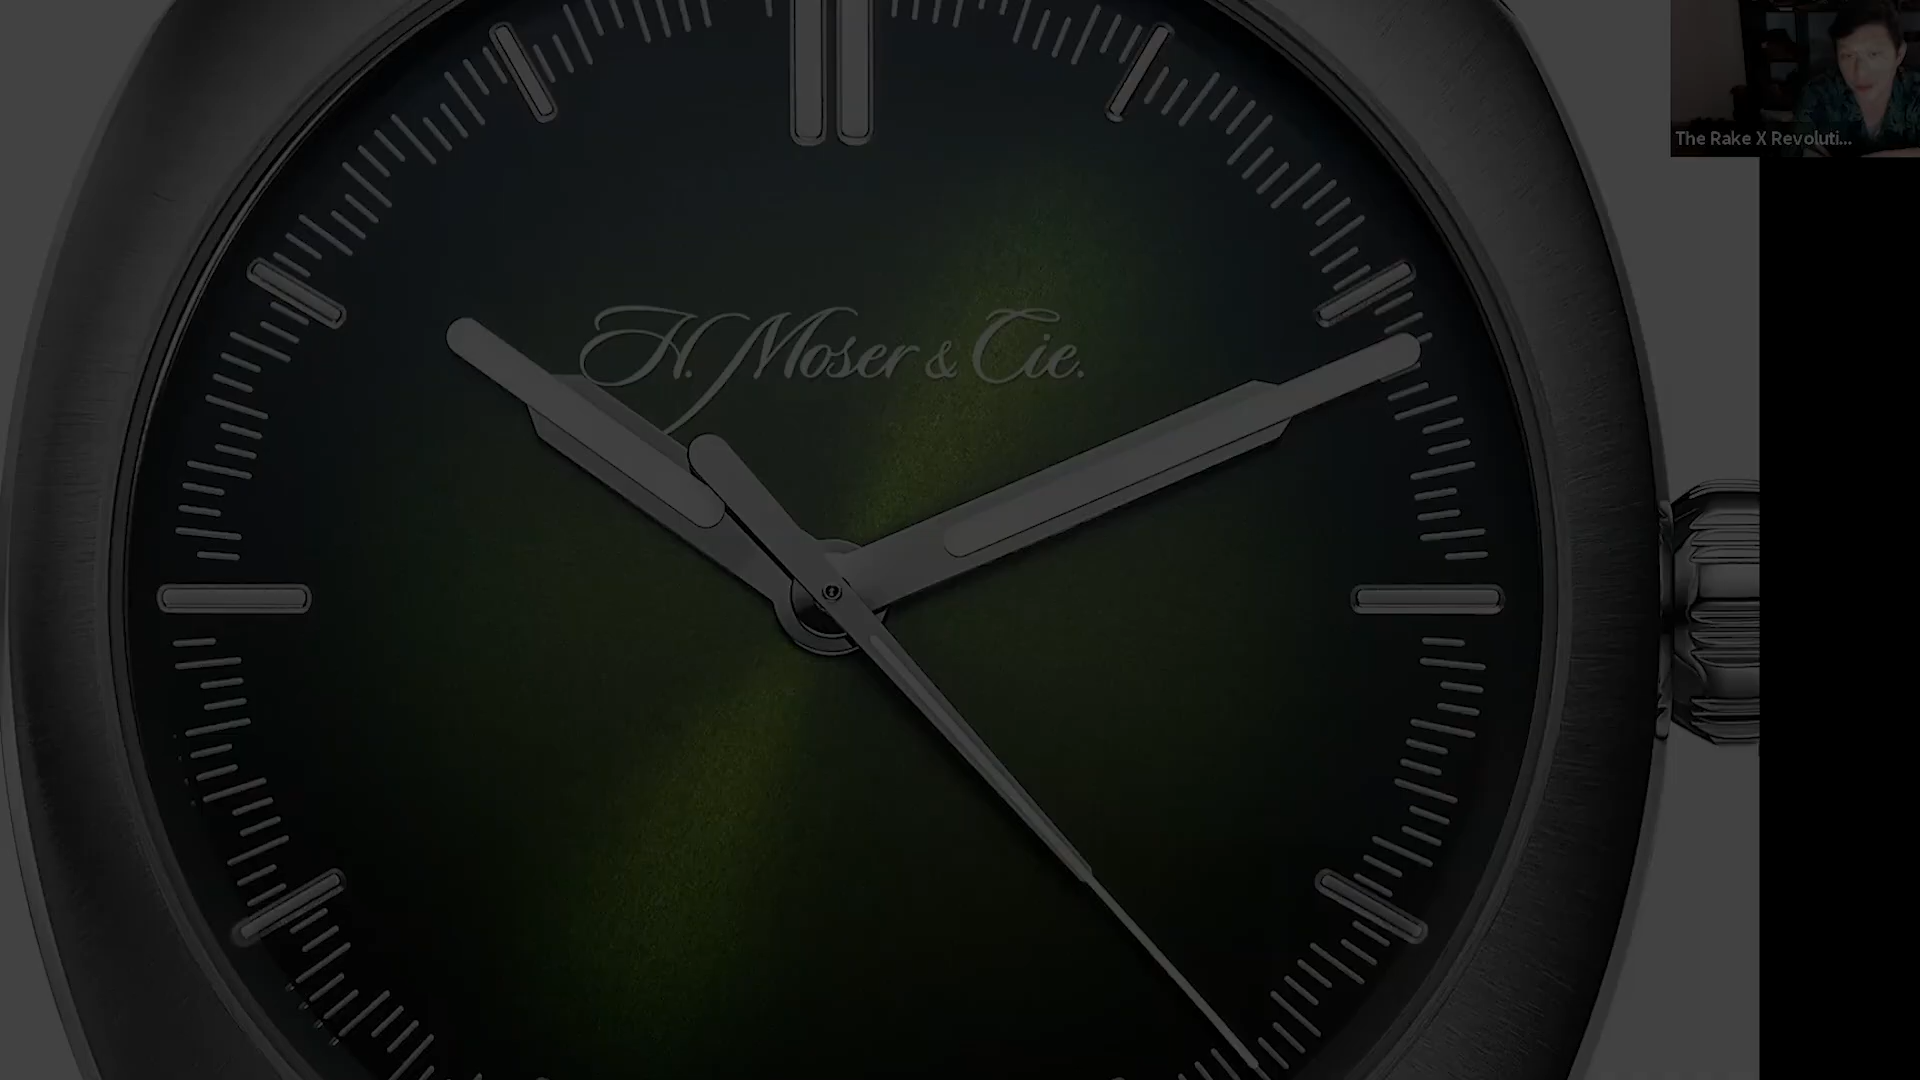 The Rake X Revoluti...
H. Moser & Cie.